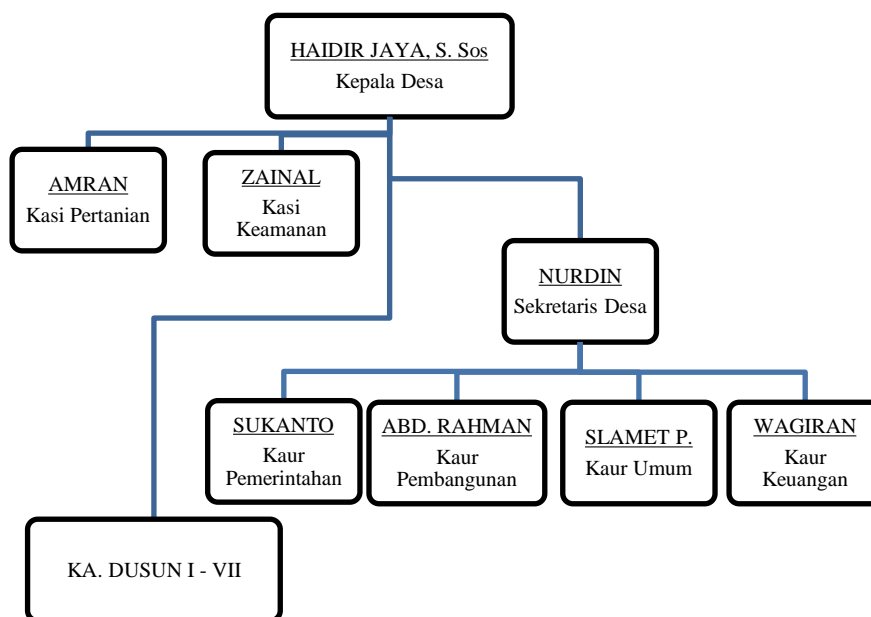 HAIDIR JAYA, S. Sos
Kepala Desa
AMRAN
Kasi Pertanian
ZAINAL
Kasi
Keamanan
NURDIN
Sekretaris Desa
SUKANTO
Kaur
Pemerintahan
ABD. RAHMAN
Kaur
Pembangunan
SLAMET P.
Kaur Umum
WAGIRAN
Kaur
Keuangan
KA. DUSUN I - VII